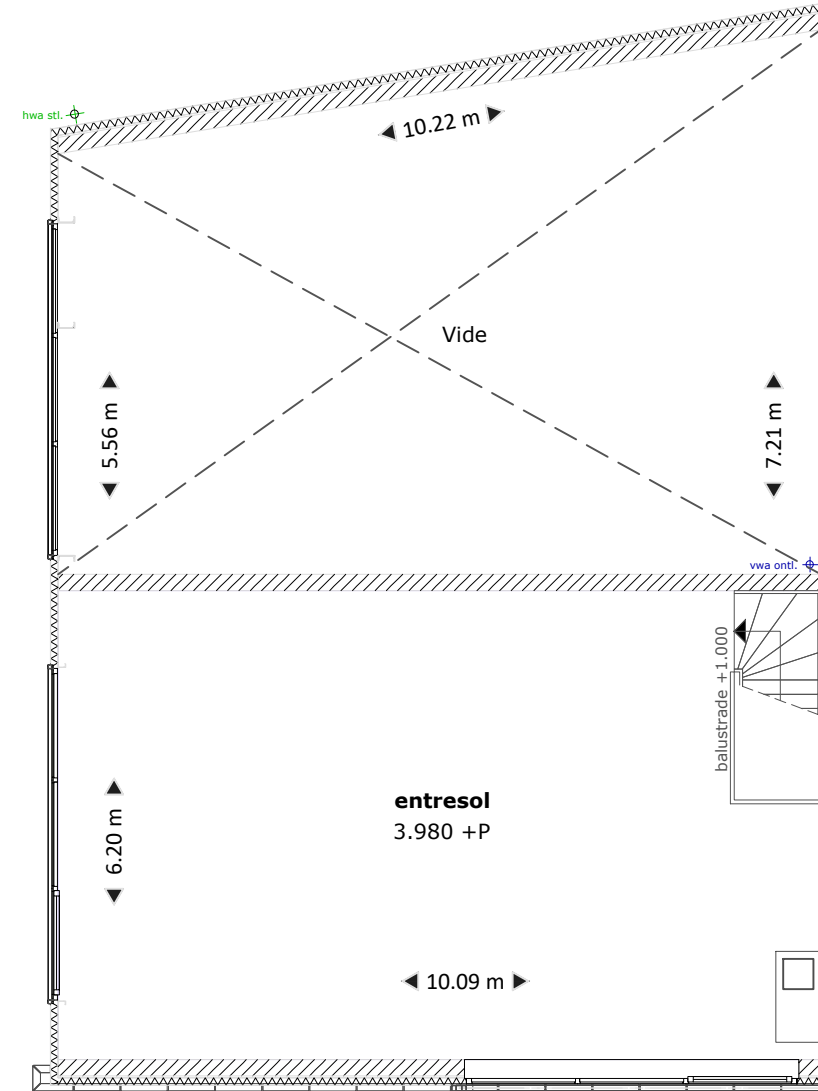 hwa stl.
10.22 m
Vide
5.56 m
7.21 m
vwa ontl.
balustrade +1.000
entresol
3.980 +P
6.20 m
10.09 m